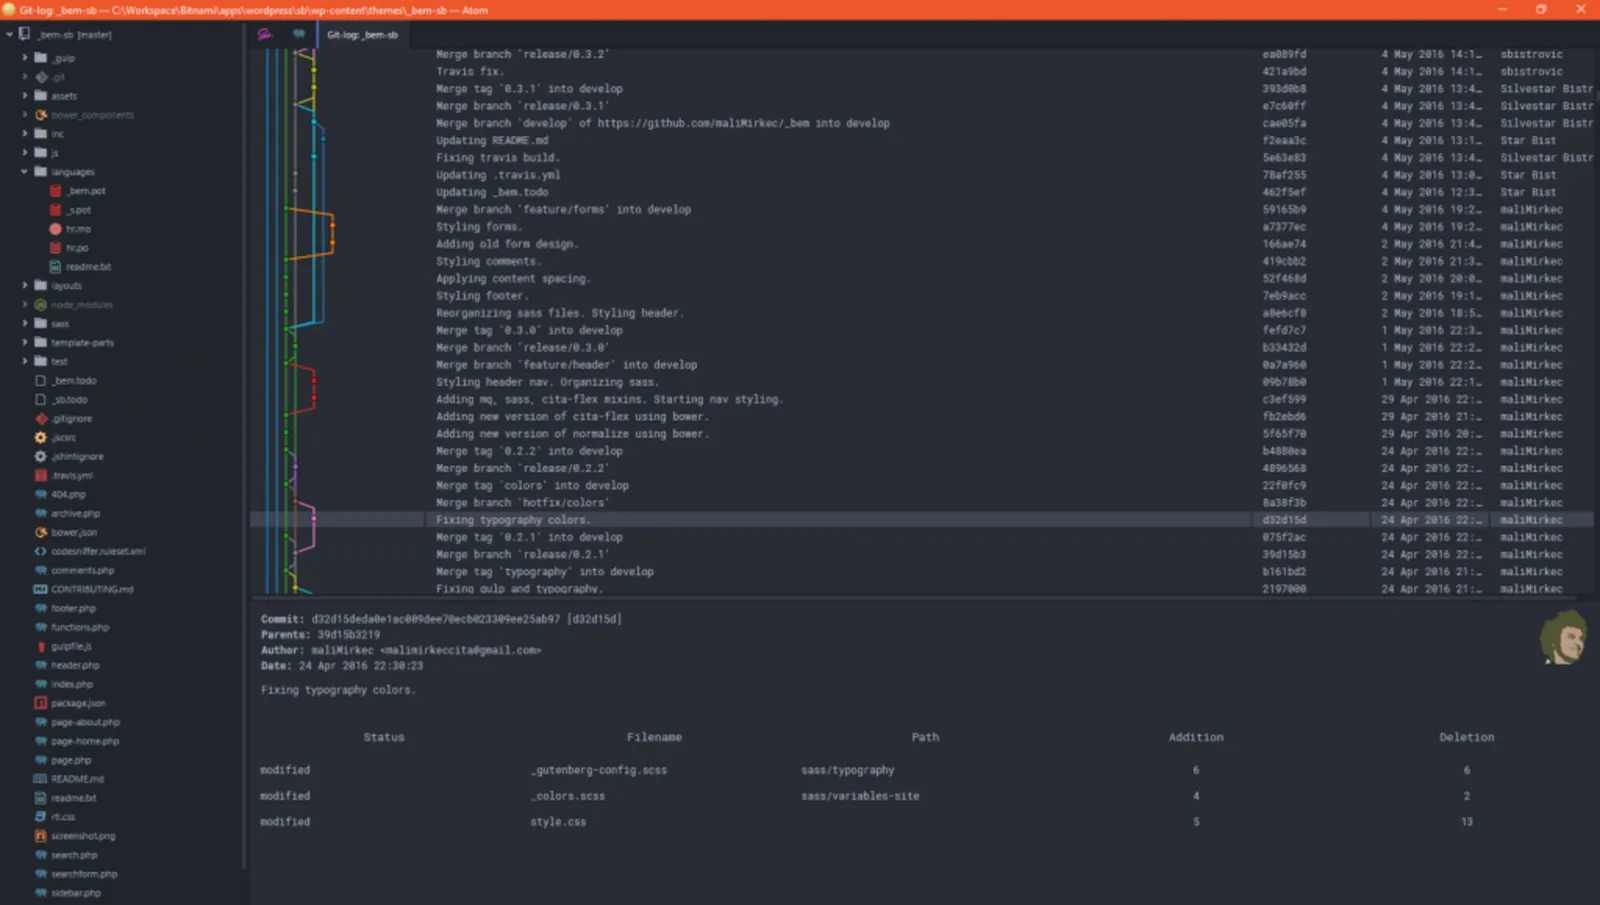 Git-log: _bem-sb — C:\Workspace\Bitnami\apps\wordpress\sb\wp-content\themes\_bem-sb — Atom
_bem-sb [master]
_gulp
.git
assets
bower_components
inc
js
languages
_bem.pot
_s.pot
hr.mo
hr.po
readme.txt
layouts
node_modules
sass
template-parts
test
_bem.todo
_sb.todo
.gitignore
.jscsrc
.jshintignore
.travis.yml
404.php
archive.php
bower.json
codesniffer.ruleset.xml
comments.php
CONTRIBUTING.md
footer.php
functions.php
gulpfile.js
header.php
index.php
package.json
page-about.php
page-home.php
page.php
README.md
readme.txt
rtl.css
screenshot.png
search.php
searchform.php
sidebar.php
Git-log: _bem-sb
Merge branch 'release/0.3.2' ea089fd 4 May 2016 14:1… sbistrovic
Travis fix. 421a9bd 4 May 2016 14:1… sbistrovic
Merge tag '0.3.1' into develop 393d0b8 4 May 2016 13:4… Silvestar Bistr
Merge branch 'release/0.3.1' e7c60ff 4 May 2016 13:4… Silvestar Bistr
Merge branch 'develop' of https://github.com/maliMirkec/_bem into develop cae05fa 4 May 2016 13:4… Silvestar Bistr
Updating README.md f2eaa3c 4 May 2016 13:1… Star Bist
Fixing travis build. 5e63e83 4 May 2016 13:4… Silvestar Bistr
Updating .travis.yml 78af255 4 May 2016 13:0… Star Bist
Updating _bem.todo 462f5ef 4 May 2016 12:3… Star Bist
Merge branch 'feature/forms' into develop 59165b9 4 May 2016 19:2… maliMirkec
Styling forms. a7377ec 4 May 2016 19:2… maliMirkec
Adding old form design. 166ae74 2 May 2016 21:4… maliMirkec
Styling comments. 419cbb2 2 May 2016 21:3… maliMirkec
Applying content spacing. 52f468d 2 May 2016 20:0… maliMirkec
Styling footer. 7eb9acc 2 May 2016 19:1… maliMirkec
Reorganizing sass files. Styling header. a8e6cf8 2 May 2016 18:5… maliMirkec
Merge tag '0.3.0' into develop fefd7c7 1 May 2016 22:3… maliMirkec
Merge branch 'release/0.3.0' b33432d 1 May 2016 22:2… maliMirkec
Merge branch 'feature/header' into develop 0a7a960 1 May 2016 22:2… maliMirkec
Styling header nav. Organizing sass. 09b78b0 1 May 2016 22:1… maliMirkec
Adding mq, sass, cita-flex mixins. Starting nav styling. c3ef599 29 Apr 2016 22:… maliMirkec
Adding new version of cita-flex using bower. fb2ebd6 29 Apr 2016 21:… maliMirkec
Adding new version of normalize using bower. 5f65f70 29 Apr 2016 20:… maliMirkec
Merge tag '0.2.2' into develop b4880ea 24 Apr 2016 22:… maliMirkec
Merge branch 'release/0.2.2' 4896568 24 Apr 2016 22:… maliMirkec
Merge tag 'colors' into develop 22f0fc9 24 Apr 2016 22:… maliMirkec
Merge branch 'hotfix/colors' 8a38f3b 24 Apr 2016 22:… maliMirkec
Fixing typography colors. d32d15d 24 Apr 2016 22:… maliMirkec
Merge tag '0.2.1' into develop 075f2ac 24 Apr 2016 22:… maliMirkec
Merge branch 'release/0.2.1' 39d15b3 24 Apr 2016 22:… maliMirkec
Merge tag 'typography' into develop b161bd2 24 Apr 2016 21:… maliMirkec
Fixing gulp and typography. 2197000 24 Apr 2016 21:… maliMirkec
Commit: d32d15deda0e1ac009dee70ecb023309ee25ab97 [d32d15d]
Parents: 39d15b3219
Author: maliMirkec <malimirkeccita@gmail.com>
Date: 24 Apr 2016 22:30:23
Fixing typography colors.
Status Filename Path Addition Deletion
modified _gutenberg-config.scss sass/typography 6 6
modified _colors.scss sass/variables-site 4 2
modified style.css 5 13